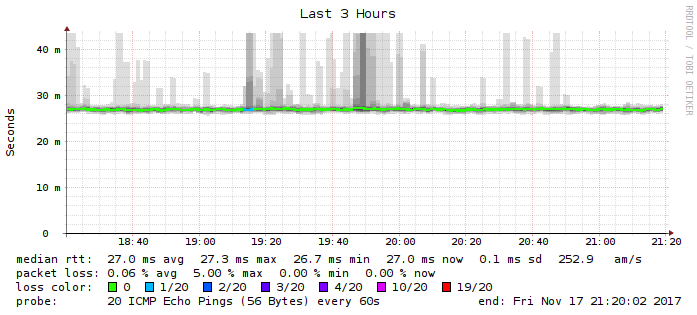 Last 3 Hours
RRDTOOL / TOBI OETIKER
Seconds
40 m
30 m
20 m
10 m
0
18:40 19:00 19:20 19:40 20:00 20:20 20:40 21:00 21:20
median rtt: 27.0 ms avg 27.3 ms max 26.7 ms min 27.0 ms now 0.1 ms sd 252.9 am/s
packet loss: 0.06 % avg 5.00 % max 0.00 % min 0.00 % now
loss color: 0 1/20 2/20 3/20 4/20 10/20 19/20
probe: 20 ICMP Echo Pings (56 Bytes) every 60s end: Fri Nov 17 21:20:02 2017